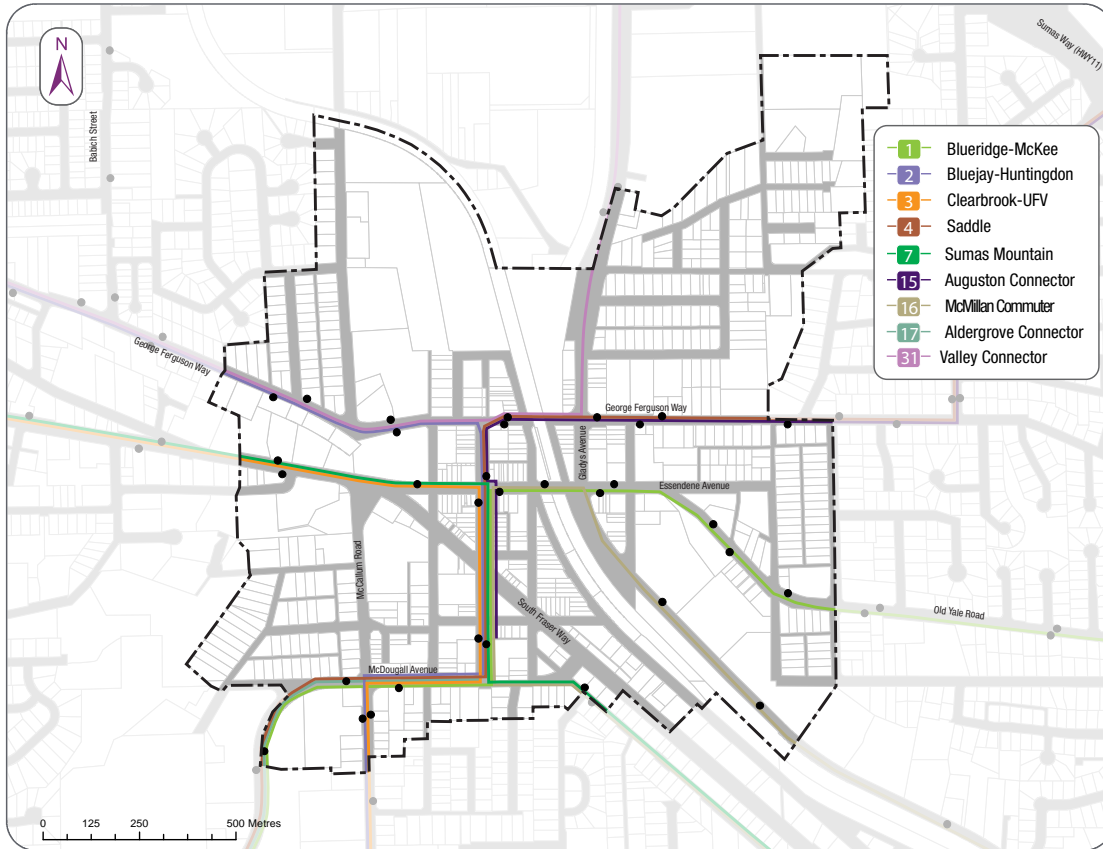 N
Sumas Way (HWY11)
Babich Street
1 Blueridge-McKee
2 Bluejay-Huntingdon
3 Clearbrook-UFV
4 Saddle
7 Sumas Mountain
15 Auguston Connector
16 McMillan Commuter
17 Aldergrove Connector
31 Valley Connector
George Ferguson Way
George Ferguson Way
Gladys Avenue
Essendene Avenue
McCallum Road
South Fraser Way
Old Yale Road
McDougall Avenue
0 125 250 500 Metres